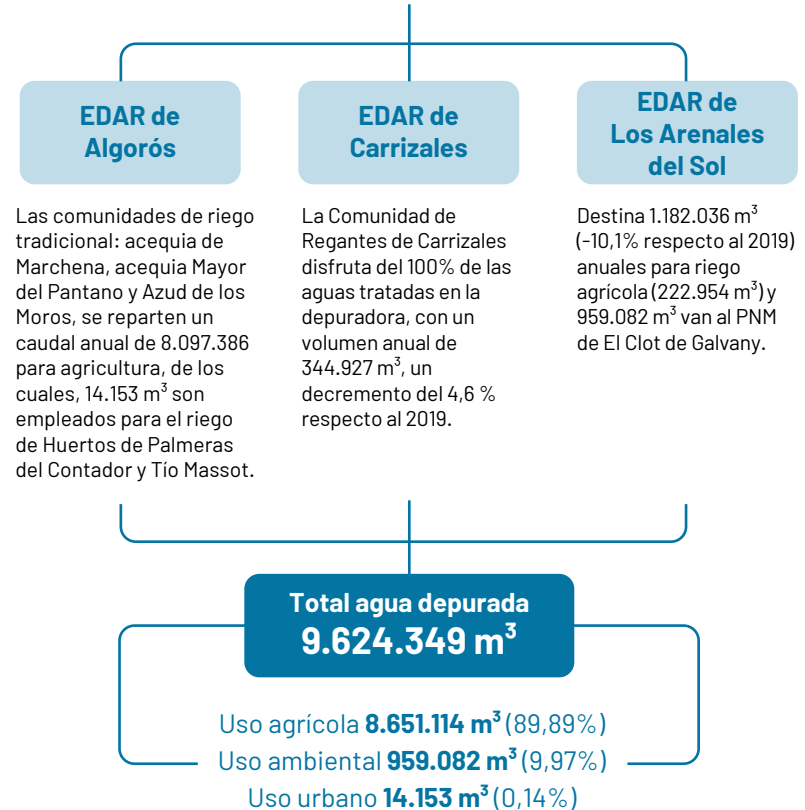 EDAR de
Algorós
Las comunidades de riego
tradicional: acequia de
Marchena, acequia Mayor
del Pantano y Azud de los
Moros, se reparten un
caudal anual de 8.097.386
para agricultura, de los
cuales, 14.153 m³ son
empleados para el riego
de Huertos de Palmeras
del Contador y Tío Massot.
EDAR de
Carrizales
La Comunidad de
Regantes de Carrizales
disfruta del 100% de las
aguas tratadas en la
depuradora, con un
volumen anual de
344.927 m³, un
decremento del 4,6 %
respecto al 2019.
EDAR de
Los Arenales
del Sol
Destina 1.182.036 m³
(-10,1% respecto al 2019)
anuales para riego
agrícola (222.954 m³) y
959.082 m³ van al PNM
de El Clot de Galvany.
Total agua depurada
9.624.349 m³
Uso agrícola 8.651.114 m³ (89,89%)
Uso ambiental 959.082 m³ (9,97%)
Uso urbano 14.153 m³ (0,14%)